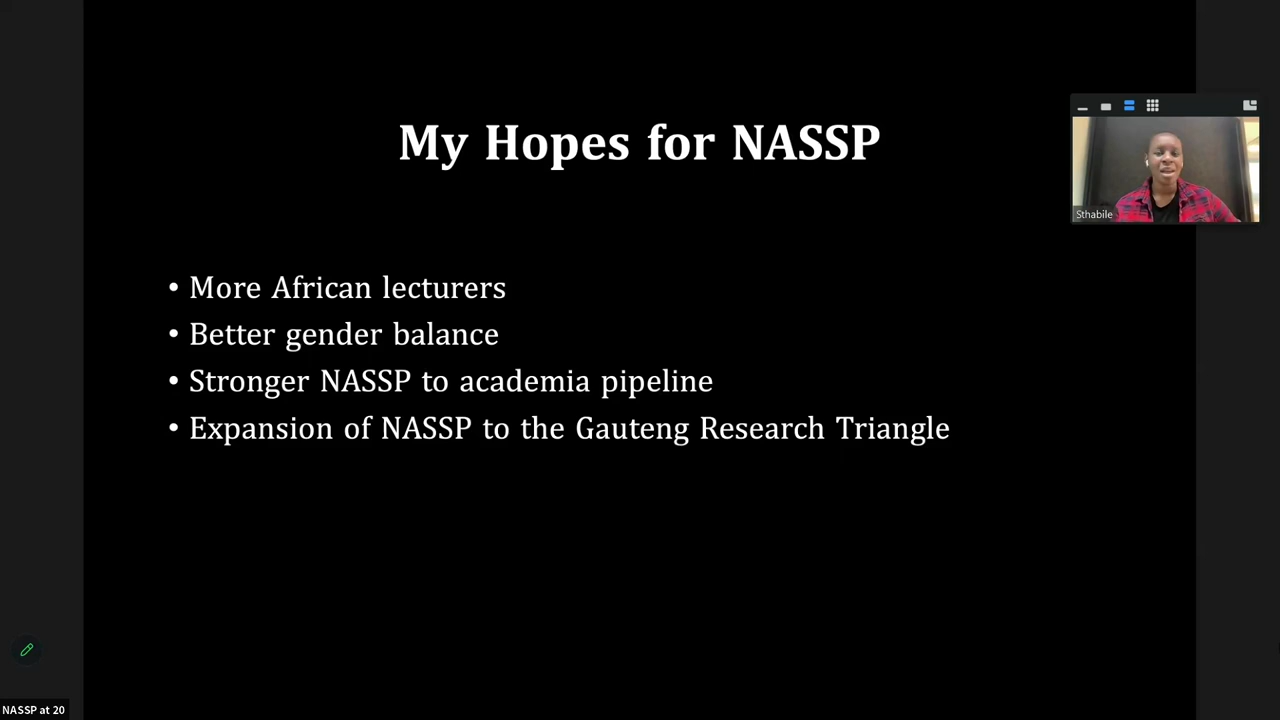 My Hopes for NASSP
Sthabile
• More African lecturers
• Better gender balance
• Stronger NASSP to academia pipeline
• Expansion of NASSP to the Gauteng Research Triangle
NASSP at 20